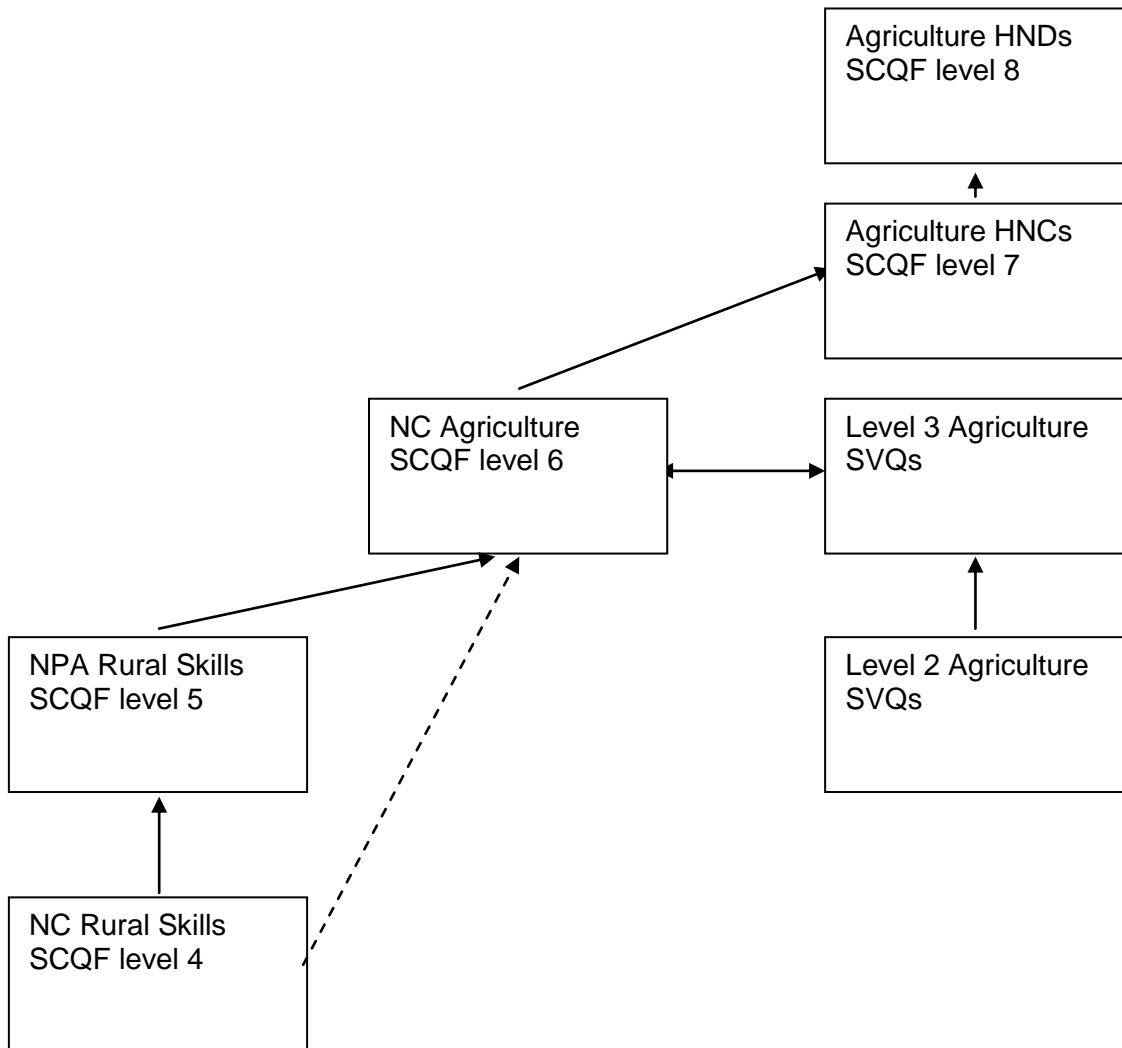 Agriculture HNDs
SCQF level 8
Agriculture HNCs
SCQF level 7
NC Agriculture
SCQF level 6
Level 3 Agriculture
SVQs
NPA Rural Skills
SCQF level 5
Level 2 Agriculture
SVQs
NC Rural Skills
SCQF level 4